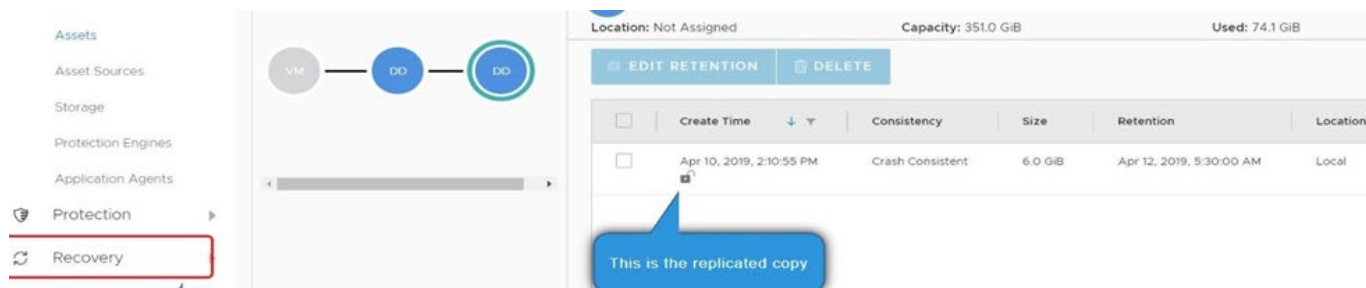 Assets
Asset Sources
Storage
Protection Engines
Application Agents
Protection
Recovery
VM
DD
DD
Location: Not Assigned
Capacity: 351.0 GiB
Used: 74.1 GiB
EDIT RETENTION
DELETE
Create Time
Consistency
Size
Retention
Location
Apr 10, 2019, 2:10:55 PM
Crash Consistent
6.0 GiB
Apr 12, 2019, 5:30:00 AM
Local
This is the replicated copy